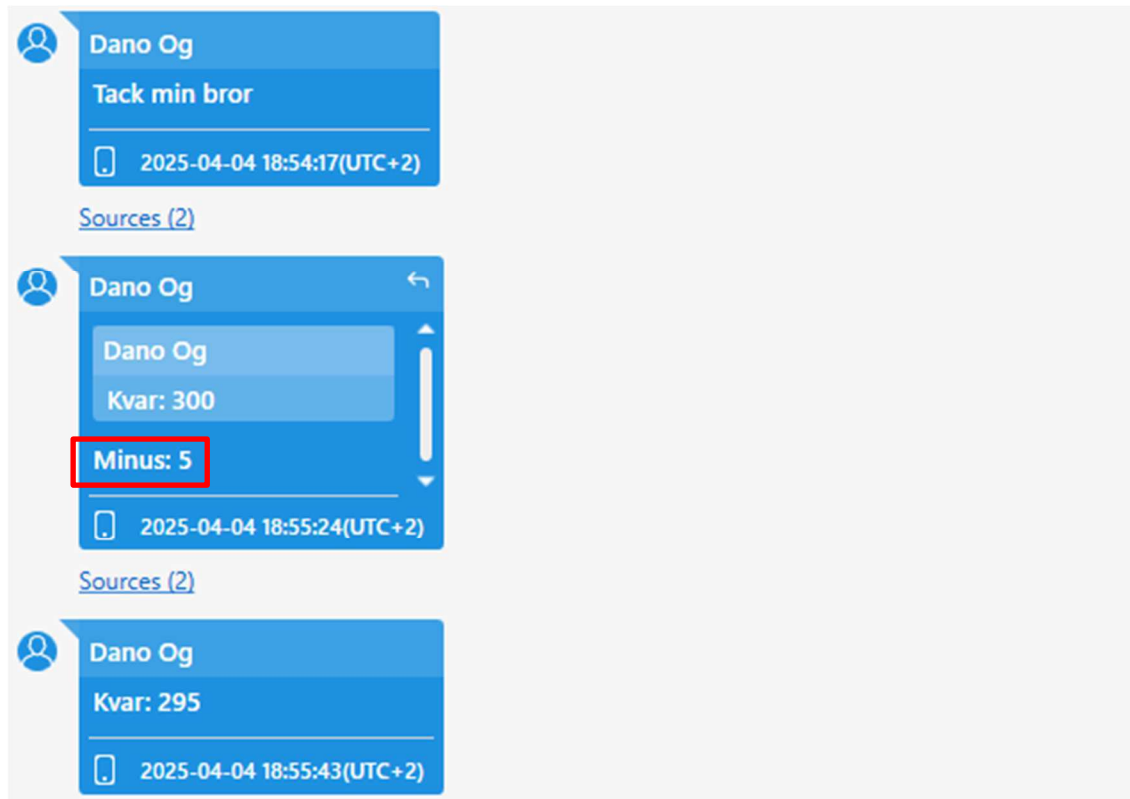 Dano Og
Tack min bror
2025-04-04 18:54:17(UTC+2)
Sources (2)
Dano Og
Dano Og
Kvar: 300
Minus: 5
2025-04-04 18:55:24(UTC+2)
Sources (2)
Dano Og
Kvar: 295
2025-04-04 18:55:43(UTC+2)